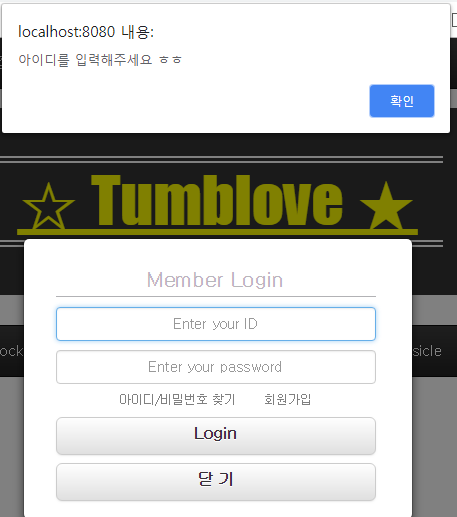 localhost:8080 내용:
아이디를 입력해주세요 ㅎㅎ
확인
☆ Tumblove ★
Member Login
Enter your ID
ock
sicle
Enter your password
아이디/비밀번호 찾기 회원가입
Login
닫 기